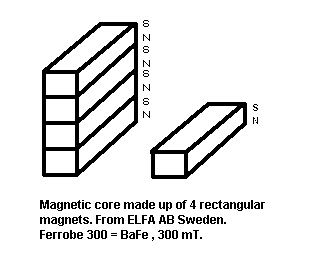 S
N
S
N
S
N
S
N
S
N
Magnetic core made up of 4 rectangular
magnets. From ELFA AB Sweden.
Ferrobe 300 = BaFe , 300 mT.